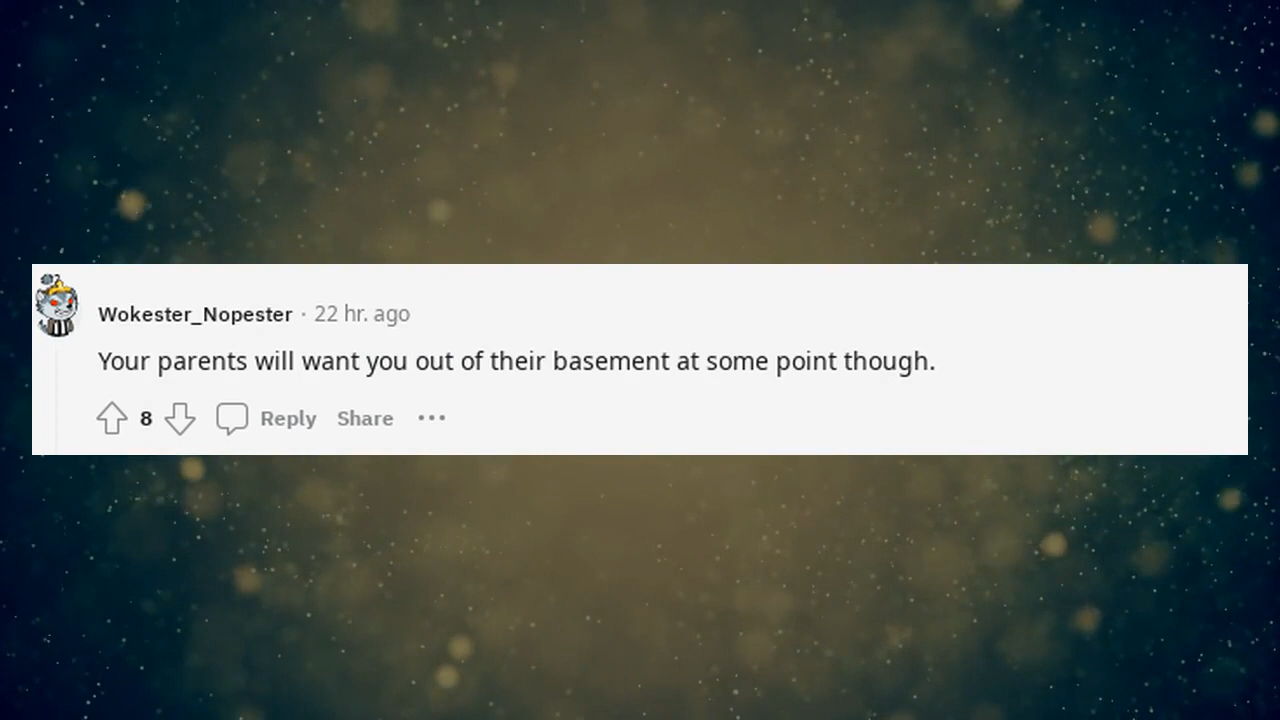 Wokester_Nopester · 22 hr. ago
Your parents will want you out of their basement at some point though.
8 Reply Share ···